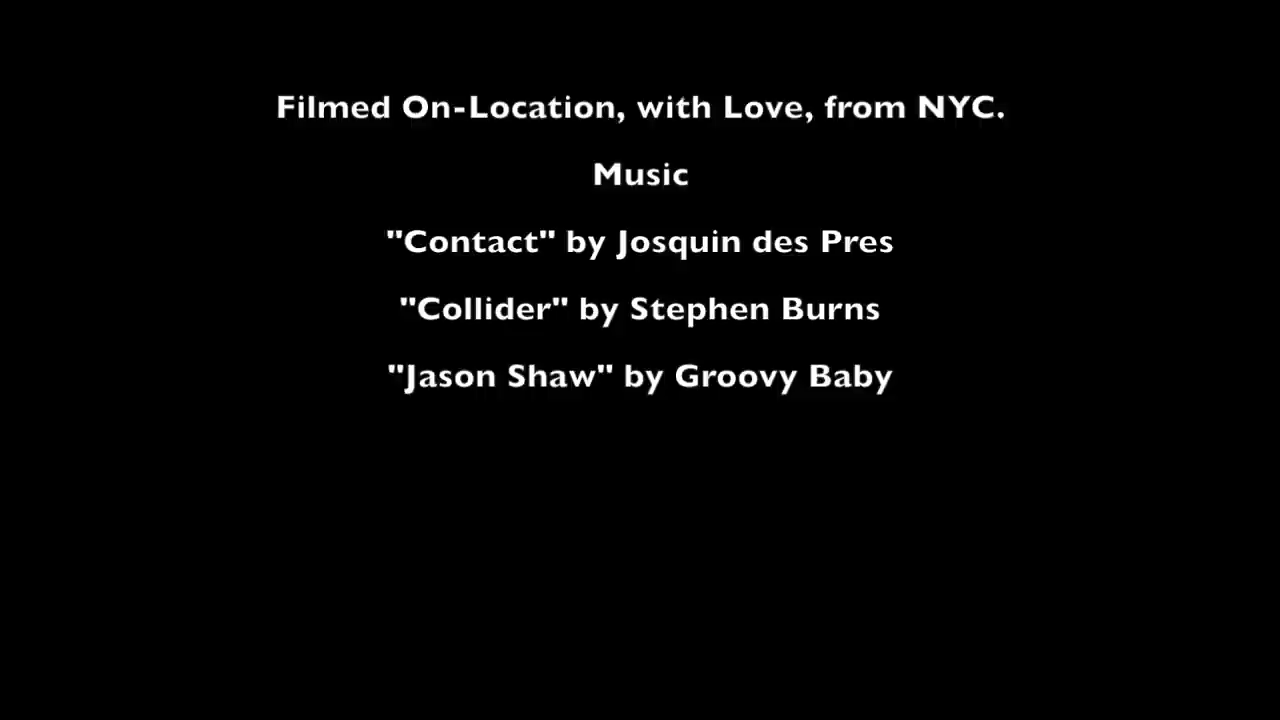 Filmed On-Location, with Love, from NYC.
Music
"Contact" by Josquin des Pres
"Collider" by Stephen Burns
"Jason Shaw" by Groovy Baby